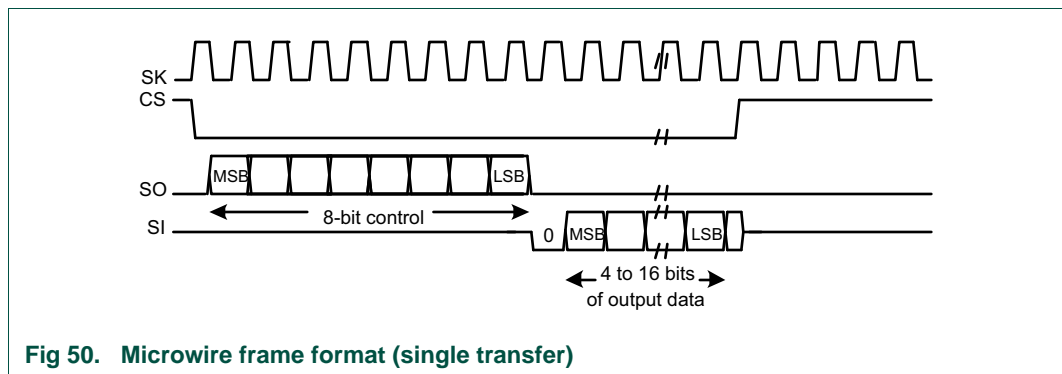 SK
CS
SO
MSB
LSB
8-bit control
SI
0
MSB
LSB
4 to 16 bits
of output data
Fig 50. Microwire frame format (single transfer)